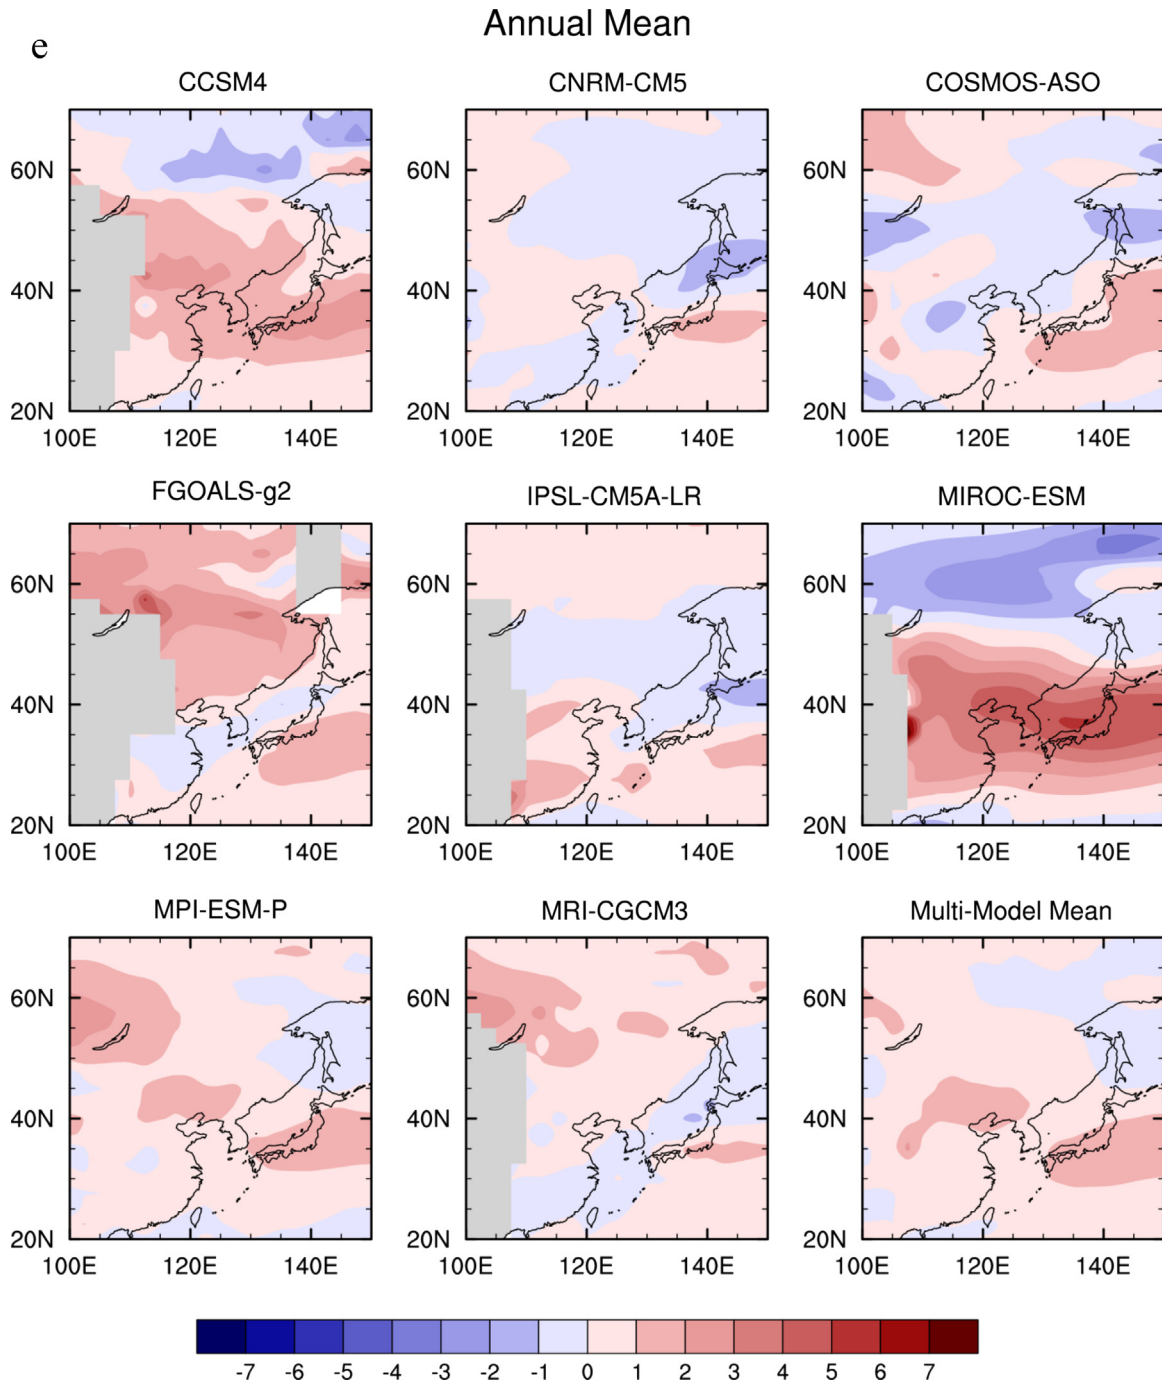 Annual Mean
e
CCSM4
CNRM-CM5
COSMOS-ASO
60N
40N
20N
100E 120E 140E
60N
40N
20N
100E 120E 140E
60N
40N
20N
100E 120E 140E
FGOALS-g2
IPSL-CM5A-LR
MIROC-ESM
60N
40N
20N
100E 120E 140E
60N
40N
20N
100E 120E 140E
60N
40N
20N
100E 120E 140E
MPI-ESM-P
MRI-CGCM3
Multi-Model Mean
60N
40N
20N
100E 120E 140E
60N
40N
20N
100E 120E 140E
60N
40N
20N
100E 120E 140E
-7 -6 -5 -4 -3 -2 -1 0 1 2 3 4 5 6 7